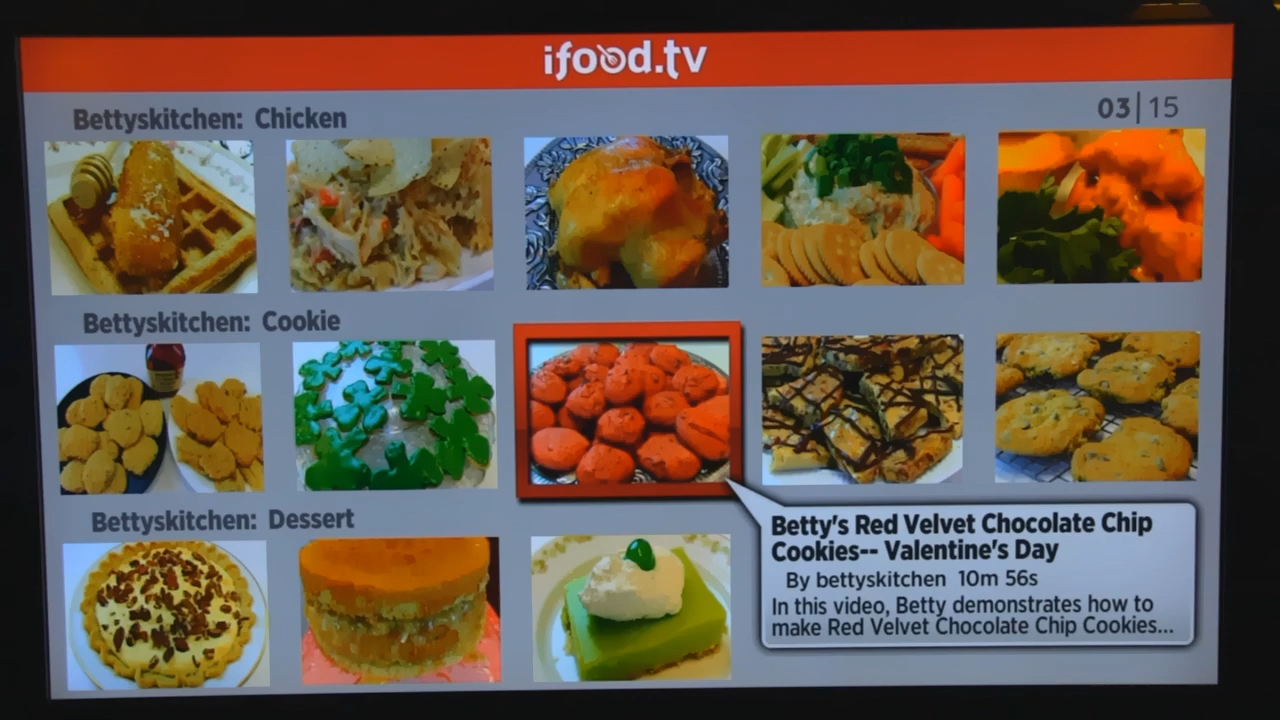 ifood.tv
Bettyskitchen: Chicken
03|15
Bettyskitchen: Cookie
Betty's Red Velvet Chocolate Chip
Cookies-- Valentine's Day
By bettyskitchen 10m 56s
In this video, Betty demonstrates how to
make Red Velvet Chocolate Chip Cookies...
Bettyskitchen: Dessert